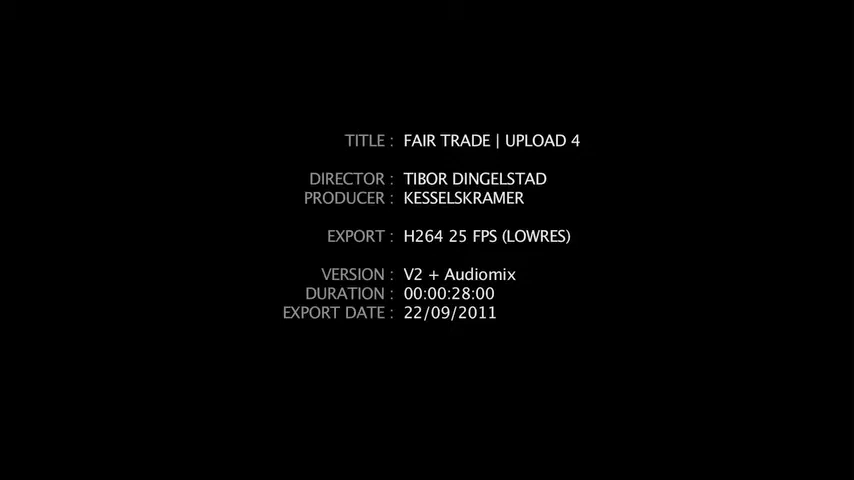 TITLE : FAIR TRADE | UPLOAD 4
DIRECTOR : TIBOR DINGELSTAD
PRODUCER : KESSELSKRAMER
EXPORT : H264 25 FPS (LOWRES)
VERSION : V2 + Audiomix
DURATION : 00:00:28:00
EXPORT DATE : 22/09/2011